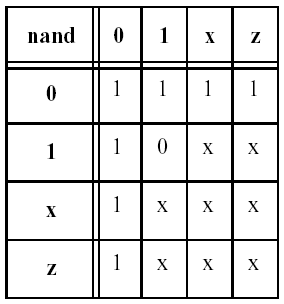 nand 0 1 x z
0 1 1 1 1
1 1 0 x x
x 1 x x x
z 1 x x x